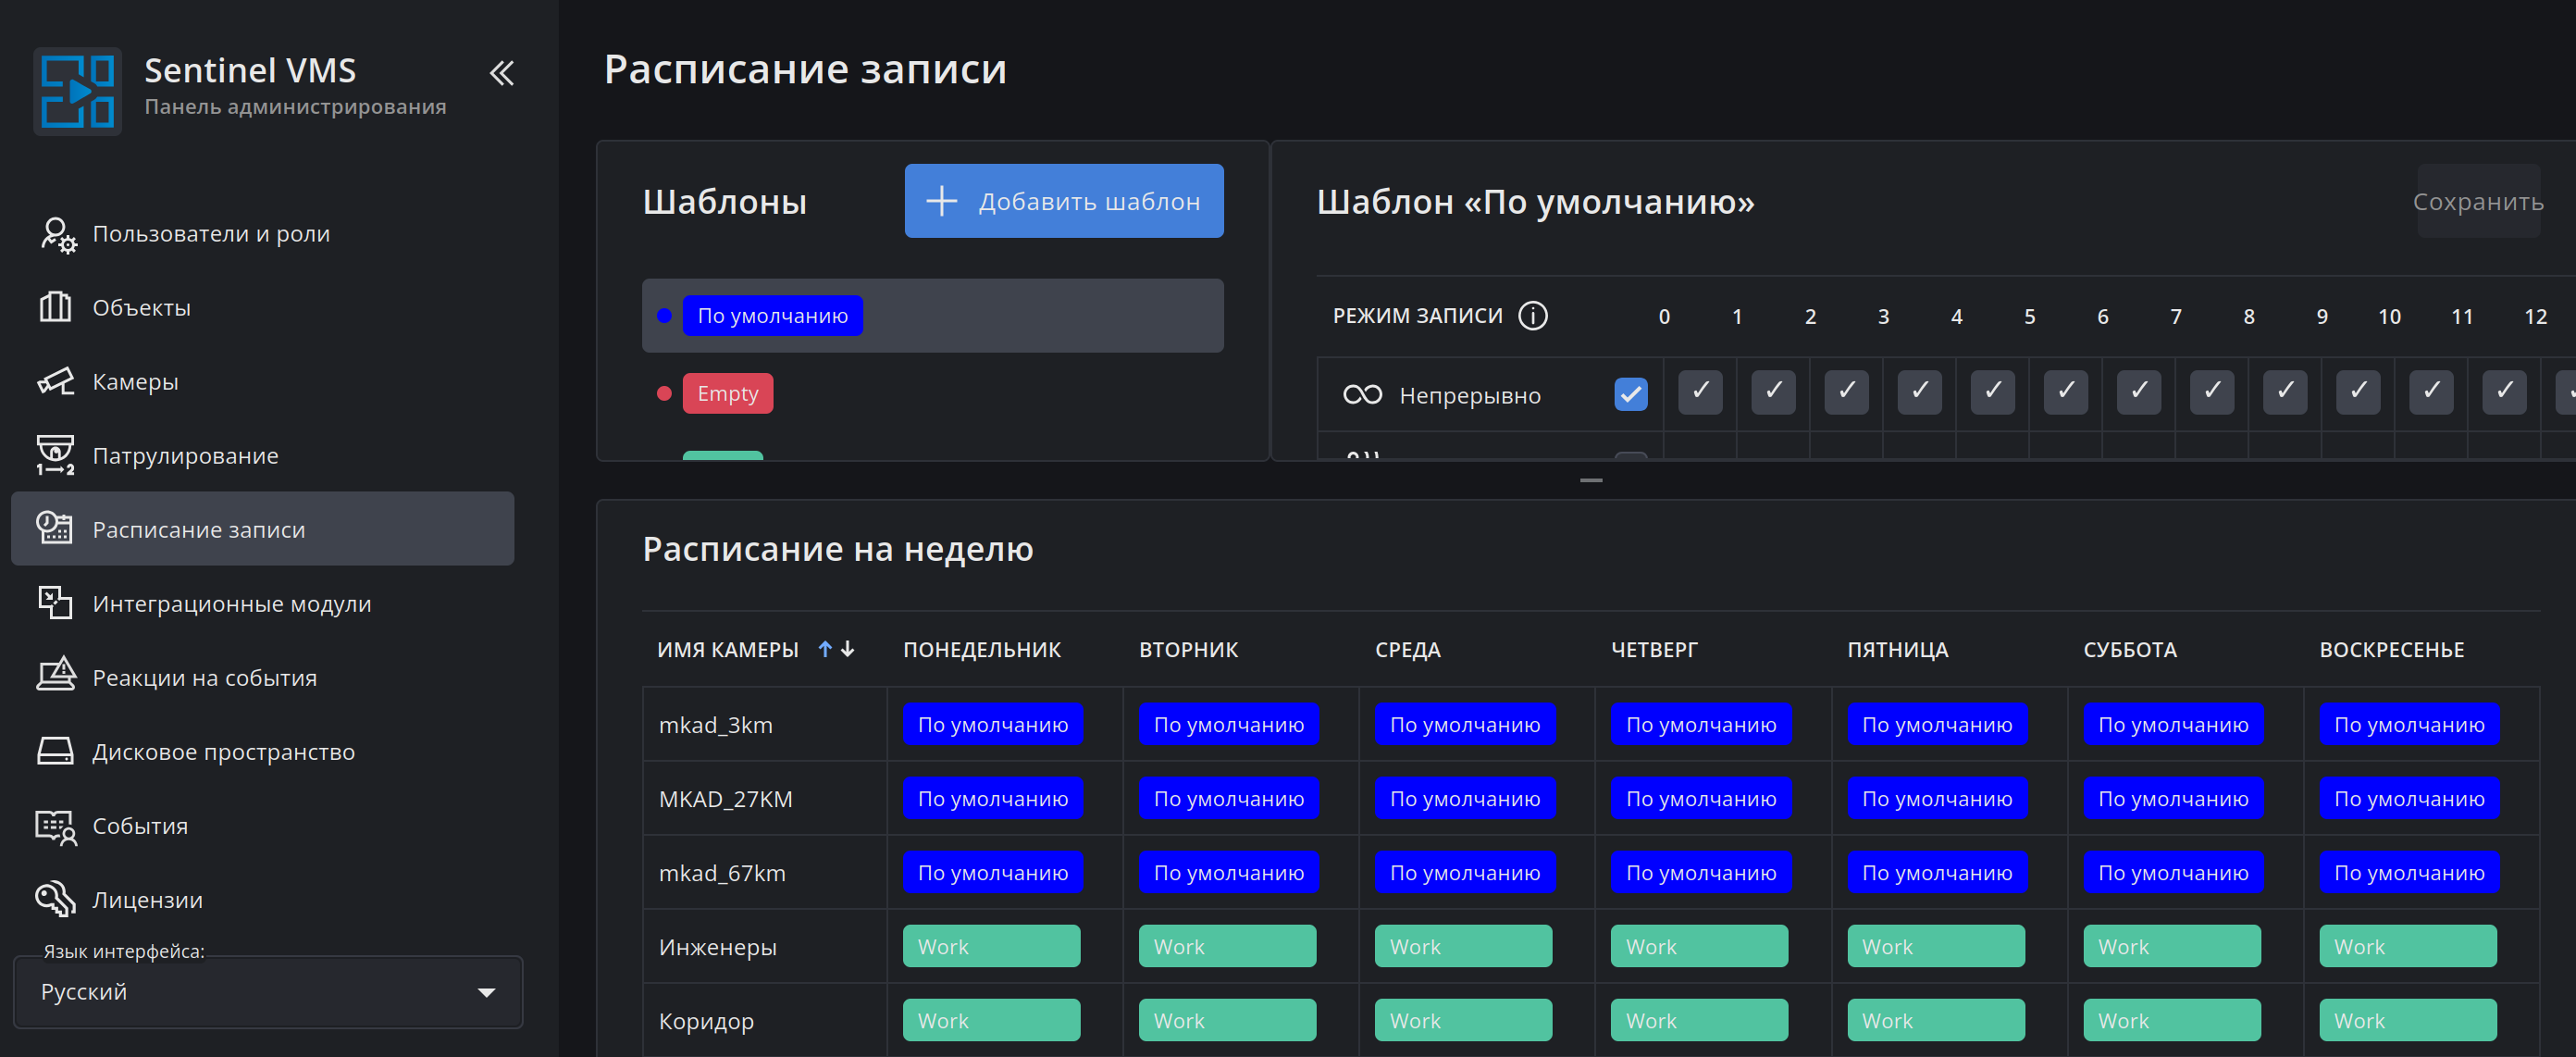 Sentinel VMS
Панель администрирования
Пользователи и роли
Объекты
Камеры
Патрулирование
Расписание записи
Интеграционные модули
Реакции на события
Дисковое пространство
События
Лицензии
Язык интерфейса:
Русский
Расписание записи
Шаблоны
Добавить шаблон
По умолчанию
Empty
Шаблон «По умолчанию»
Сохранить
РЕЖИМ ЗАПИСИ 0 1 2 3 4 5 6 7 8 9 10 11 12
Непрерывно
Расписание на неделю
ИМЯ КАМЕРЫ ПОНЕДЕЛЬНИК ВТОРНИК СРЕДА ЧЕТВЕРГ ПЯТНИЦА СУББОТА ВОСКРЕСЕНЬЕ
mkad_3km По умолчанию По умолчанию По умолчанию По умолчанию По умолчанию По умолчанию По умолчанию
MKAD_27KM По умолчанию По умолчанию По умолчанию По умолчанию По умолчанию По умолчанию По умолчанию
mkad_67km По умолчанию По умолчанию По умолчанию По умолчанию По умолчанию По умолчанию По умолчанию
Инженеры Work Work Work Work Work Work Work
Коридор Work Work Work Work Work Work Work